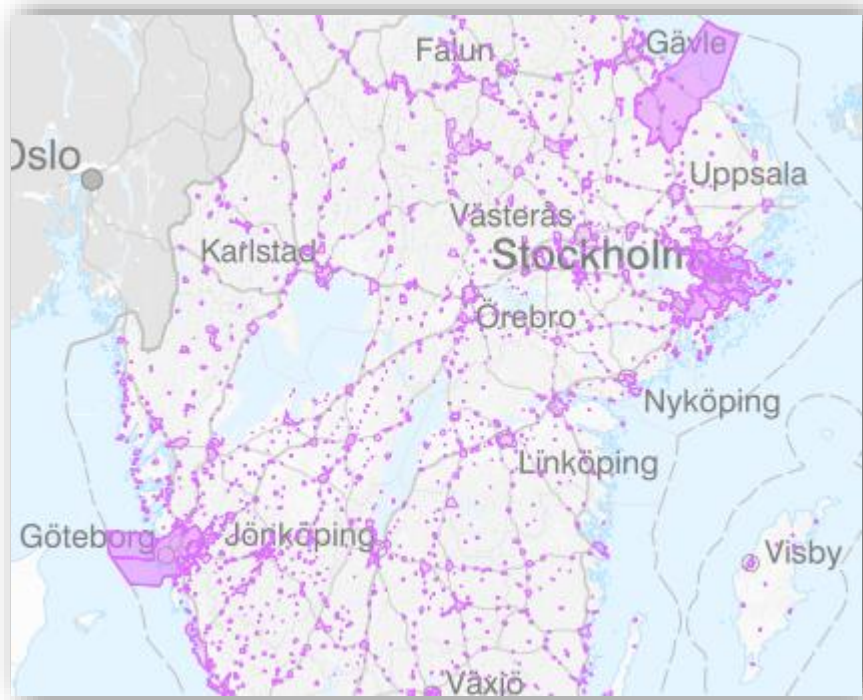 Falun
Gävle
Oslo
Uppsala
Västerås
Karlstad
Stockholm
Örebro
Nyköping
Linköping
Göteborg
Jönköping
Visby
Växjö